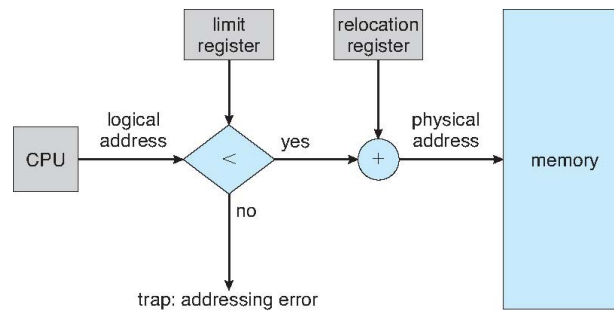 limit
register
relocation
register
logical
address
physical
address
CPU
<
yes
+
memory
no
trap: addressing error